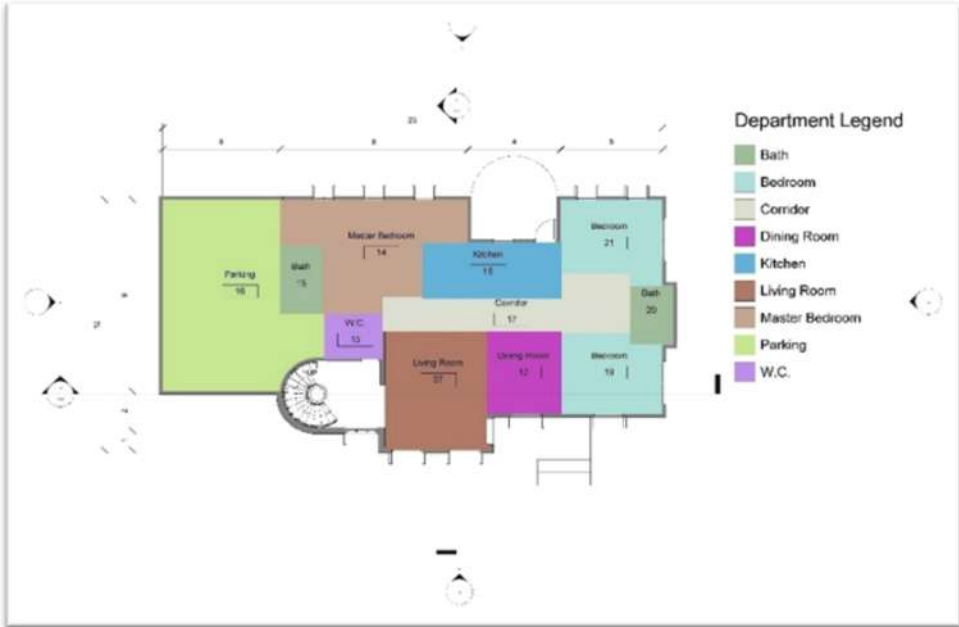 Department Legend
Bath
Bedroom
Corridor
Dining Room
Kitchen
Living Room
Master Bedroom
Parking
W.C.
Bedroom
21
Master Bedroom
14
Kitchen
Bath
15
Parking
Corridor
17
Bath
20
W.C.
Living Room
Dining Room
12
Bedroom
19